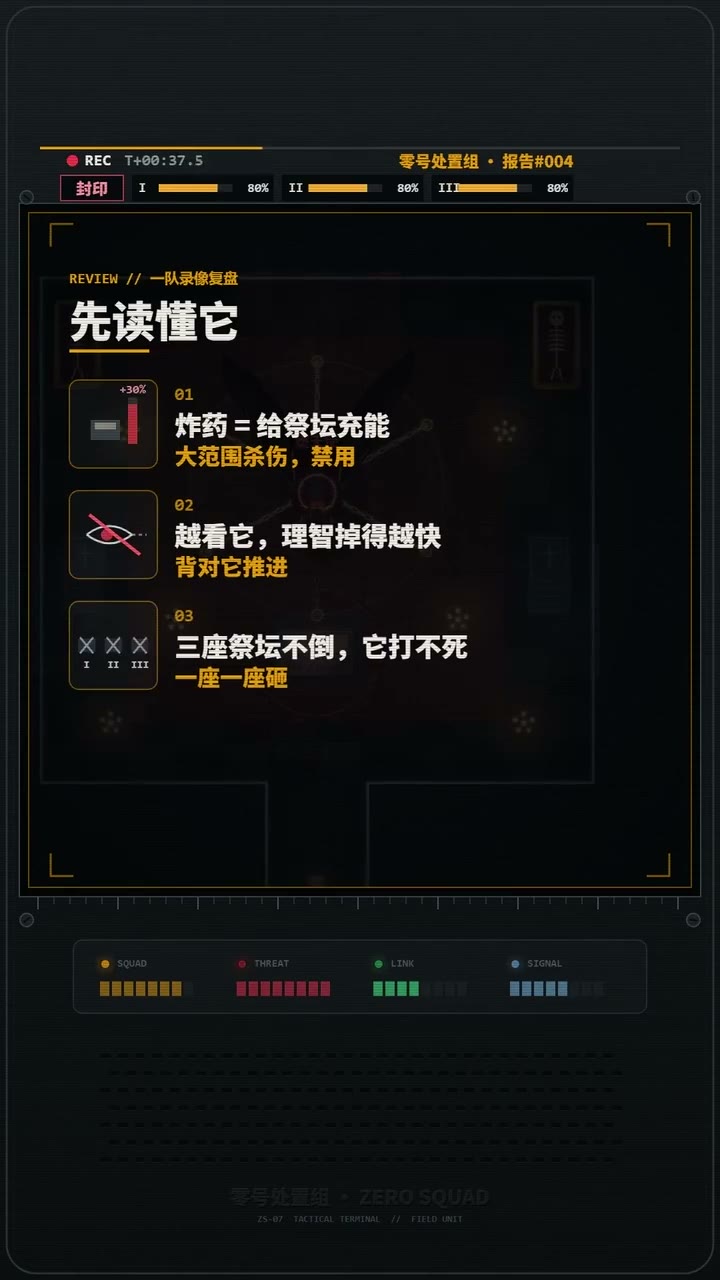 REC T+00:37.5 零号处置组 · 报告#004
封印 I 80% II 80% III 80%
REVIEW // 一队录像复盘
先读懂它
+30%
01
炸药 = 给祭坛充能
大范围杀伤，禁用
02
越看它，理智掉得越快
背对它推进
03
三座祭坛不倒，它打不死
一座一座砸
I II III
SQUAD THREAT LINK SIGNAL
零号处置组 · ZERO SQUAD
ZS-07 TACTICAL TERMINAL // FIELD UNIT